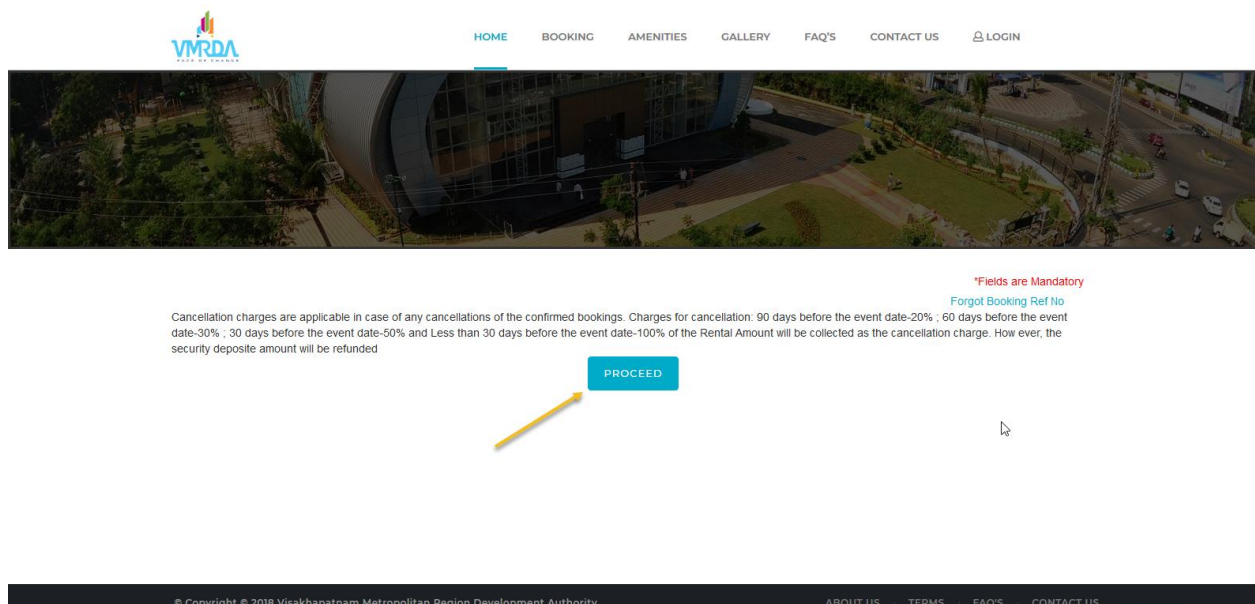 VMRDA
FACE OF CHANGE
HOME BOOKING AMENITIES GALLERY FAQ'S CONTACT US LOGIN
*Fields are Mandatory
Forgot Booking Ref No
Cancellation charges are applicable in case of any cancellations of the confirmed bookings. Charges for cancellation: 90 days before the event date-20% ; 60 days before the event
date-30% ; 30 days before the event date-50% and Less than 30 days before the event date-100% of the Rental Amount will be collected as the cancellation charge. How ever, the
security deposite amount will be refunded
PROCEED
© Copyright © 2018 Visakhapatnam Metropolitan Region Development Authority ABOUT US TERMS FAQ'S CONTACT US